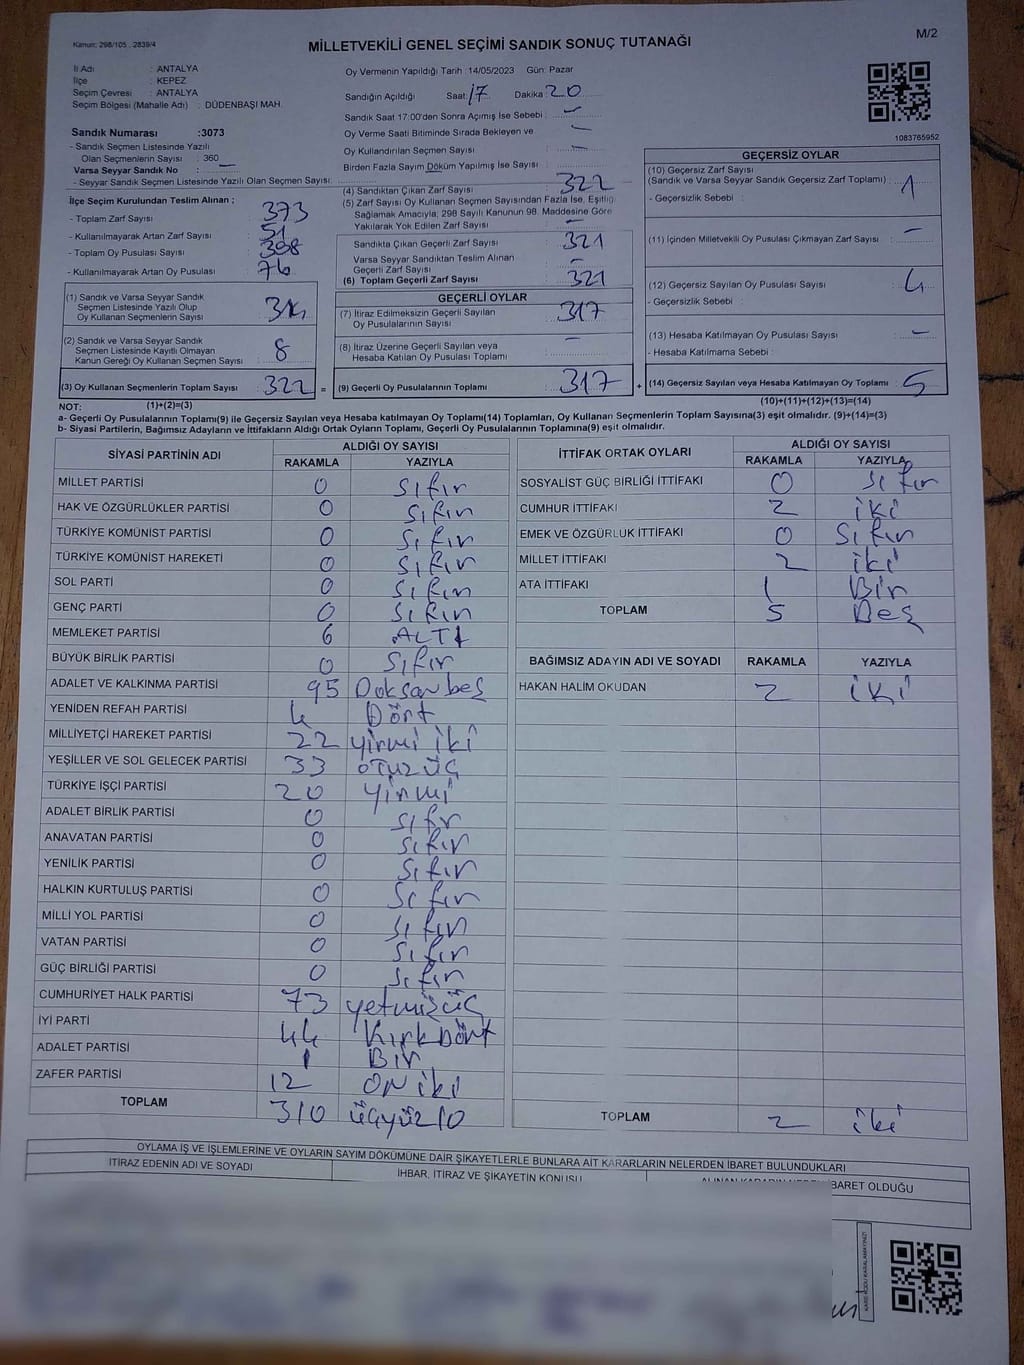 Kanun: 298/105 , 2839/4
MİLLETVEKİLİ GENEL SEÇİMİ SANDIK SONUÇ TUTANAĞI
M/2
İl Adı : ANTALYA
İlçe : KEPEZ
Seçim Çevresi : ANTALYA
Seçim Bölgesi (Mahalle Adı) : DÜDENBAŞI MAH.
Oy Vermenin Yapıldığı Tarih : 14/05/2023 Gün: Pazar
Sandığın Açıldığı Saat: 17 Dakika: 20
Sandık Saat 17:00'den Sonra Açımış İse Sebebi : -
Oy Verme Saati Bitiminde Sırada Bekleyen ve
Oy Kullandırılan Seçmen Sayısı : -
Birden Fazla Sayım Döküm Yapılmış İse Sayısı :
1083765952
Sandık Numarası :3073
- Sandık Seçmen Listesinde Yazılı
Olan Seçmenlerin Sayısı : 360
Varsa Seyyar Sandık No : -
- Seyyar Sandık Seçmen Listesinde Yazılı Olan Seçmen Sayısı:
İlçe Seçim Kurulundan Teslim Alınan ;
- Toplam Zarf Sayısı 373
- Kullanılmayarak Artan Zarf Sayısı 51
- Toplam Oy Pusulası Sayısı 398
- Kullanılmayarak Artan Oy Pusulası 76
(1) Sandık ve Varsa Seyyar Sandık
Seçmen Listesinde Yazılı Olup
Oy Kullanan Seçmenlerin Sayısı 314
(2) Sandık ve Varsa Seyyar Sandık
Seçmen Listesinde Kayıtlı Olmayan
Kanun Gereği Oy Kullanan Seçmen Sayısı 8
(3) Oy Kullanan Seçmenlerin Toplam Sayısı 322 =
(1)+(2)=(3)
(4) Sandıktan Çıkan Zarf Sayısı 322
(5) Zarf Sayısı Oy Kullanan Seçmen Sayısından Fazla İse, Eşitliği
Sağlamak Amacıyla, 298 Sayılı Kanunun 98. Maddesine Göre
Yakılarak Yok Edilen Zarf Sayısı -
Sandıkta Çıkan Geçerli Zarf Sayısı 321
Varsa Seyyar Sandıktan Teslim Alınan
Geçerli Zarf Sayısı -
(6) Toplam Geçerli Zarf Sayısı 321
GEÇERLİ OYLAR
(7) İtiraz Edilmeksizin Geçerli Sayılan
Oy Pusulalarının Sayısı 317
(8) İtiraz Üzerine Geçerli Sayılan veya
Hesaba Katılan Oy Pusulası Toplamı -
(9) Geçerli Oy Pusulalarının Toplamı 317 +
GEÇERSİZ OYLAR
(10) Geçersiz Zarf Sayısı
(Sandık ve Varsa Seyyar Sandık Geçersiz Zarf Toplamı) : 1
- Geçersizlik Sebebi :
(11) İçinden Milletvekili Oy Pusulası Çıkmayan Zarf Sayısı : -
(12) Geçersiz Sayılan Oy Pusulası Sayısı : 4
- Geçersizlik Sebebi :
(13) Hesaba Katılmayan Oy Pusulası Sayısı : -
- Hesaba Katılmama Sebebi :
(14) Geçersiz Sayılan veya Hesaba Katılmayan Oy Toplamı 5
(10)+(11)+(12)+(13)=(14)
NOT:
a- Geçerli Oy Pusulalarının Toplamı(9) ile Geçersiz Sayılan veya Hesaba katılmayan Oy Toplamı(14) Toplamları, Oy Kullanan Seçmenlerin Toplam Sayısına(3) eşit olmalıdır. (9)+(14)=(3)
b- Siyasi Partilerin, Bağımsız Adayların ve İttifakların Aldığı Ortak Oyların Toplamı, Geçerli Oy Pusulalarının Toplamına(9) eşit olmalıdır.
SİYASİ PARTİNİN ADI ALDIĞI OY SAYISI
RAKAMLA YAZIYLA
MİLLET PARTİSİ 0 sıfır
HAK VE ÖZGÜRLÜKLER PARTİSİ 0 sıfır
TÜRKİYE KOMÜNİST PARTİSİ 0 sıfır
TÜRKİYE KOMÜNİST HAREKETİ 0 sıfır
SOL PARTİ 0 sıfır
GENÇ PARTİ 0 sıfır
MEMLEKET PARTİSİ 6 ALTI
BÜYÜK BİRLİK PARTİSİ 0 sıfır
ADALET VE KALKINMA PARTİSİ 95 Doksan beş
YENİDEN REFAH PARTİSİ 4 Dört
MİLLİYETÇİ HAREKET PARTİSİ 22 yirmi iki
YEŞİLLER VE SOL GELECEK PARTİSİ 33 OTUZ ÜÇ
TÜRKİYE İŞÇİ PARTİSİ 20 yirmi
ADALET BİRLİK PARTİSİ 0 sıfır
ANAVATAN PARTİSİ 0 sıfır
YENİLİK PARTİSİ 0 sıfır
HALKIN KURTULUŞ PARTİSİ 0 sıfır
MİLLİ YOL PARTİSİ 0 sıfır
VATAN PARTİSİ 0 sıfır
GÜÇ BİRLİĞİ PARTİSİ 0 sıfır
CUMHURİYET HALK PARTİSİ 73 yetmişüç
İYİ PARTİ 44 Kırk Dört
ADALET PARTİSİ 1 Bir
ZAFER PARTİSİ 12 ON iki
TOPLAM 310 üçyüz 10
İTTİFAK ORTAK OYLARI ALDIĞI OY SAYISI
RAKAMLA YAZIYLA
SOSYALİST GÜÇ BİRLİĞİ İTTİFAKI 0 sıfır
CUMHUR İTTİFAKI 2 iki
EMEK VE ÖZGÜRLÜK İTTİFAKI 0 Sıfır
MİLLET İTTİFAKI 2 iki
ATA İTTİFAKI 1 Bir
TOPLAM 5 Beş
BAĞIMSIZ ADAYIN ADI VE SOYADI RAKAMLA YAZIYLA
HAKAN HALİM OKUDAN 2 iki
TOPLAM 2 iki
OYLAMA İŞ VE İŞLEMLERİNE VE OYLARIN SAYIM DÖKÜMÜNE DAİR ŞİKAYETLERLE BUNLARA AİT KARARLARIN NELERDEN İBARET BULUNDUKLARI
İTİRAZ EDENİN ADI VE SOYADI
İHBAR, İTİRAZ VE ŞİKAYETİN KONUSU
İBARET OLDUĞU